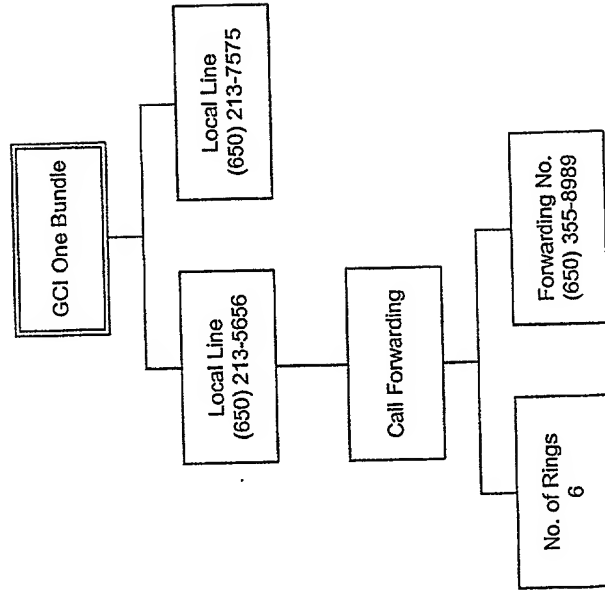 GCI One Bundle
Local Line
(650) 213-5656
Local Line
(650) 213-7575
Call Forwarding
No. of Rings
6
Forwarding No.
(650) 355-8989